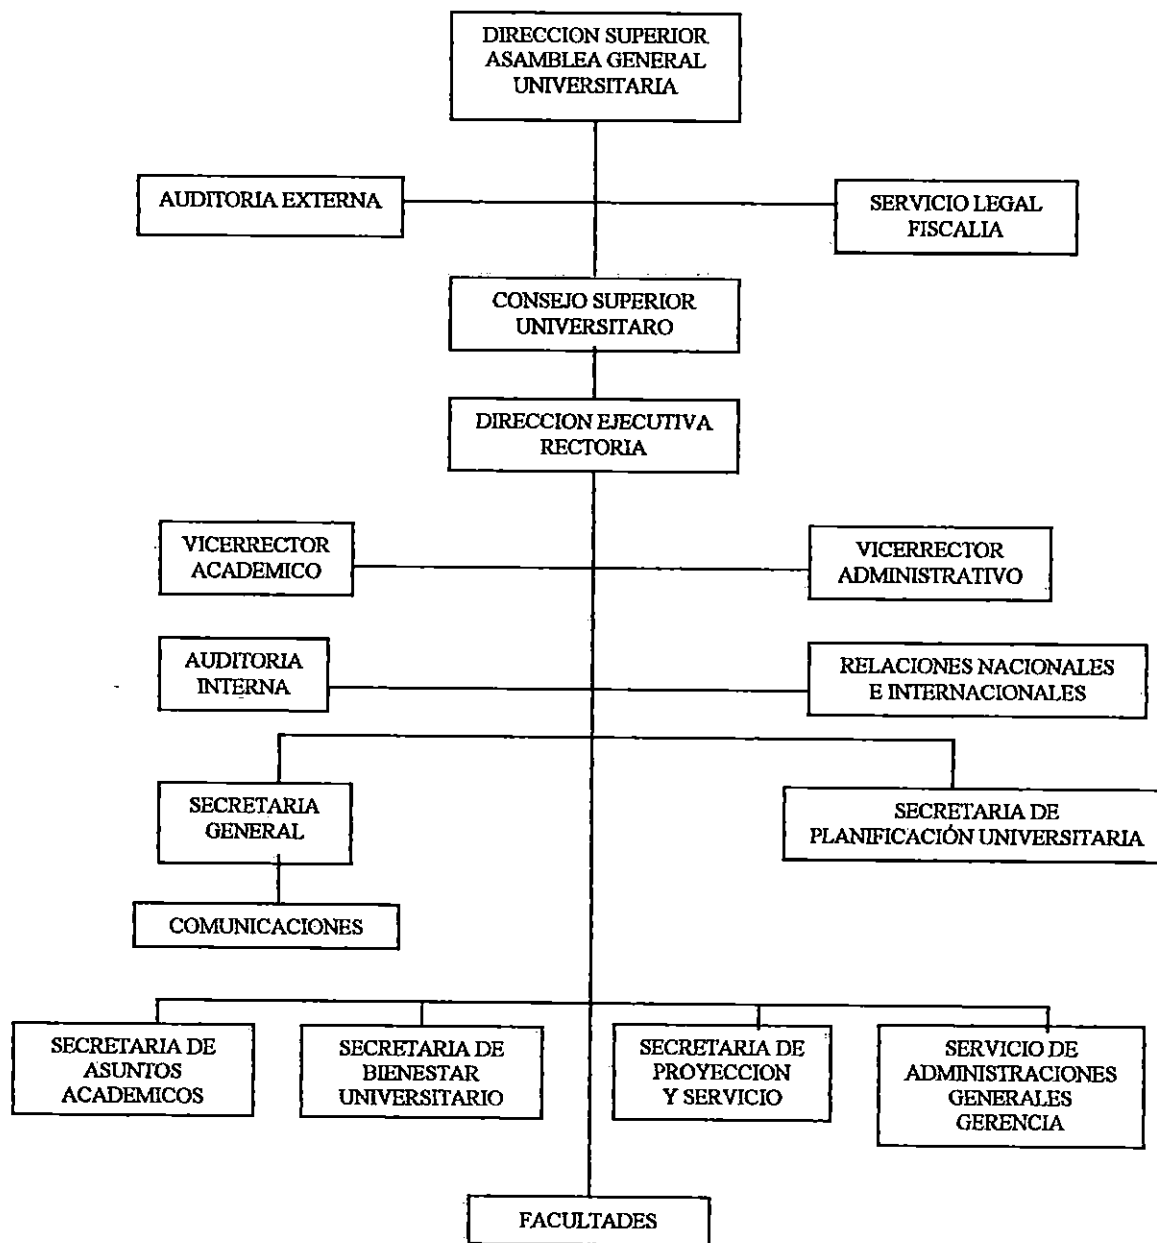 DIRECCION SUPERIOR
ASAMBLEA GENERAL
UNIVERSITARIA
AUDITORIA EXTERNA
SERVICIO LEGAL
FISCALIA
CONSEJO SUPERIOR
UNIVERSITARO
DIRECCION EJECUTIVA
RECTORIA
VICERRECTOR
ACADEMICO
VICERRECTOR
ADMINISTRATIVO
AUDITORIA
INTERNA
RELACIONES NACIONALES
E INTERNACIONALES
SECRETARIA
GENERAL
SECRETARIA DE
PLANIFICACIÓN UNIVERSITARIA
COMUNICACIONES
SECRETARIA DE
ASUNTOS
ACADEMICOS
SECRETARIA DE
BIENESTAR
UNIVERSITARIO
SECRETARIA DE
PROYECCION
Y SERVICIO
SERVICIO DE
ADMINISTRACIONES
GENERALES
GERENCIA
FACULTADES